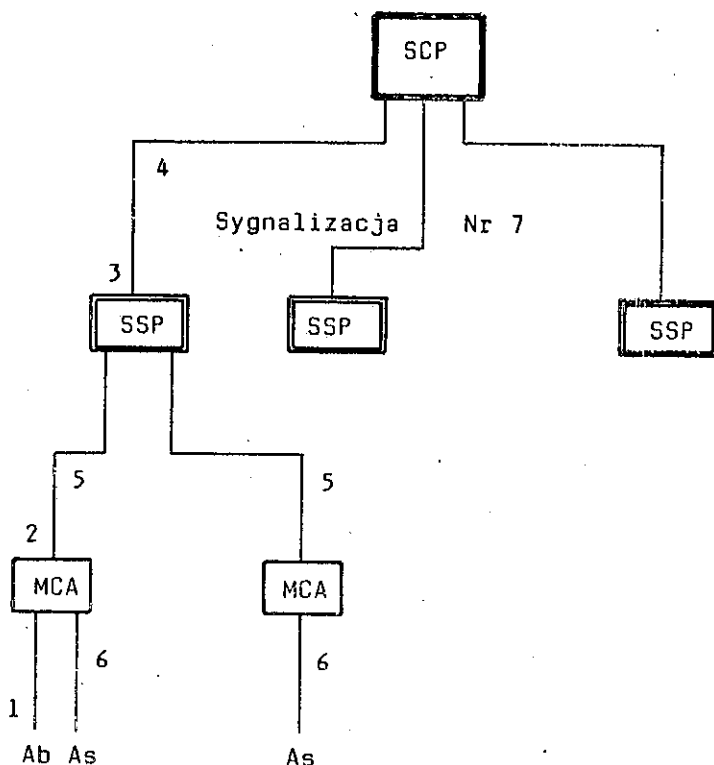 SCP
4
Sygnalizacja Nr 7
3
SSP SSP SSP
5 5
2
MCA MCA
6 6
1
Ab As As